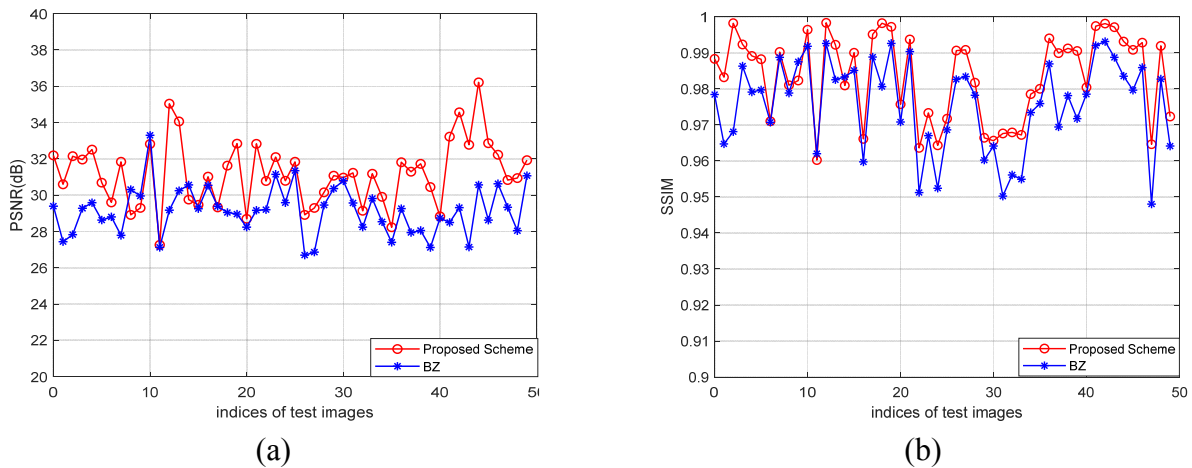 40
38
36
34
32
30
28
26
24
22
20
PSNR(dB)
0 10 20 30 40 50
indices of test images
Proposed Scheme
BZ
(a)
1
0.99
0.98
0.97
0.96
0.95
0.94
0.93
0.92
0.91
0.9
SSIM
0 10 20 30 40 50
indices of test images
Proposed Scheme
BZ
(b)